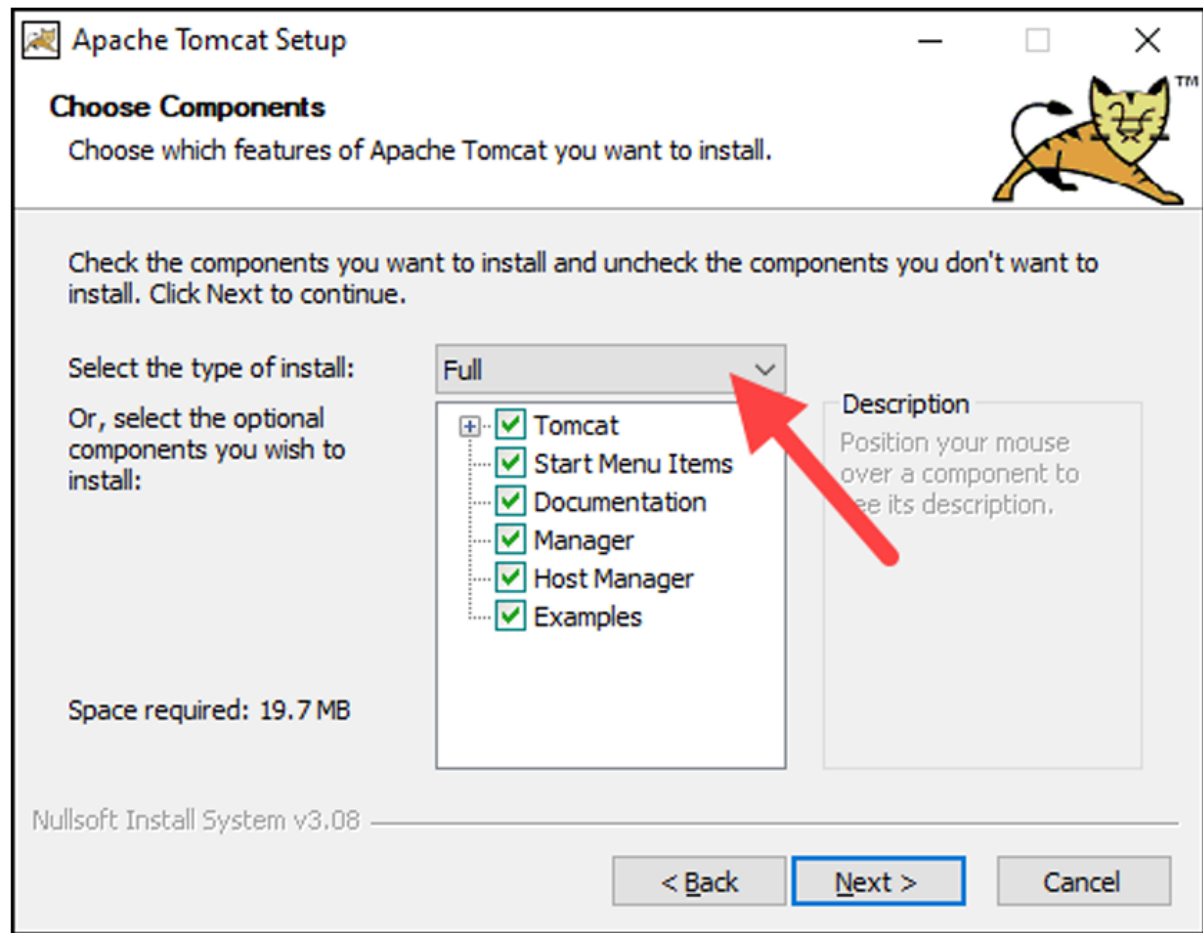 Apache Tomcat Setup
Choose Components
Choose which features of Apache Tomcat you want to install.
TM
Check the components you want to install and uncheck the components you don't want to
install. Click Next to continue.
Select the type of install:
Full
Or, select the optional
components you wish to
install:
Tomcat
Start Menu Items
Documentation
Manager
Host Manager
Examples
Description
Position your mouse
over a component to
see its description.
Space required: 19.7 MB
Nullsoft Install System v3.08
< Back
Next >
Cancel